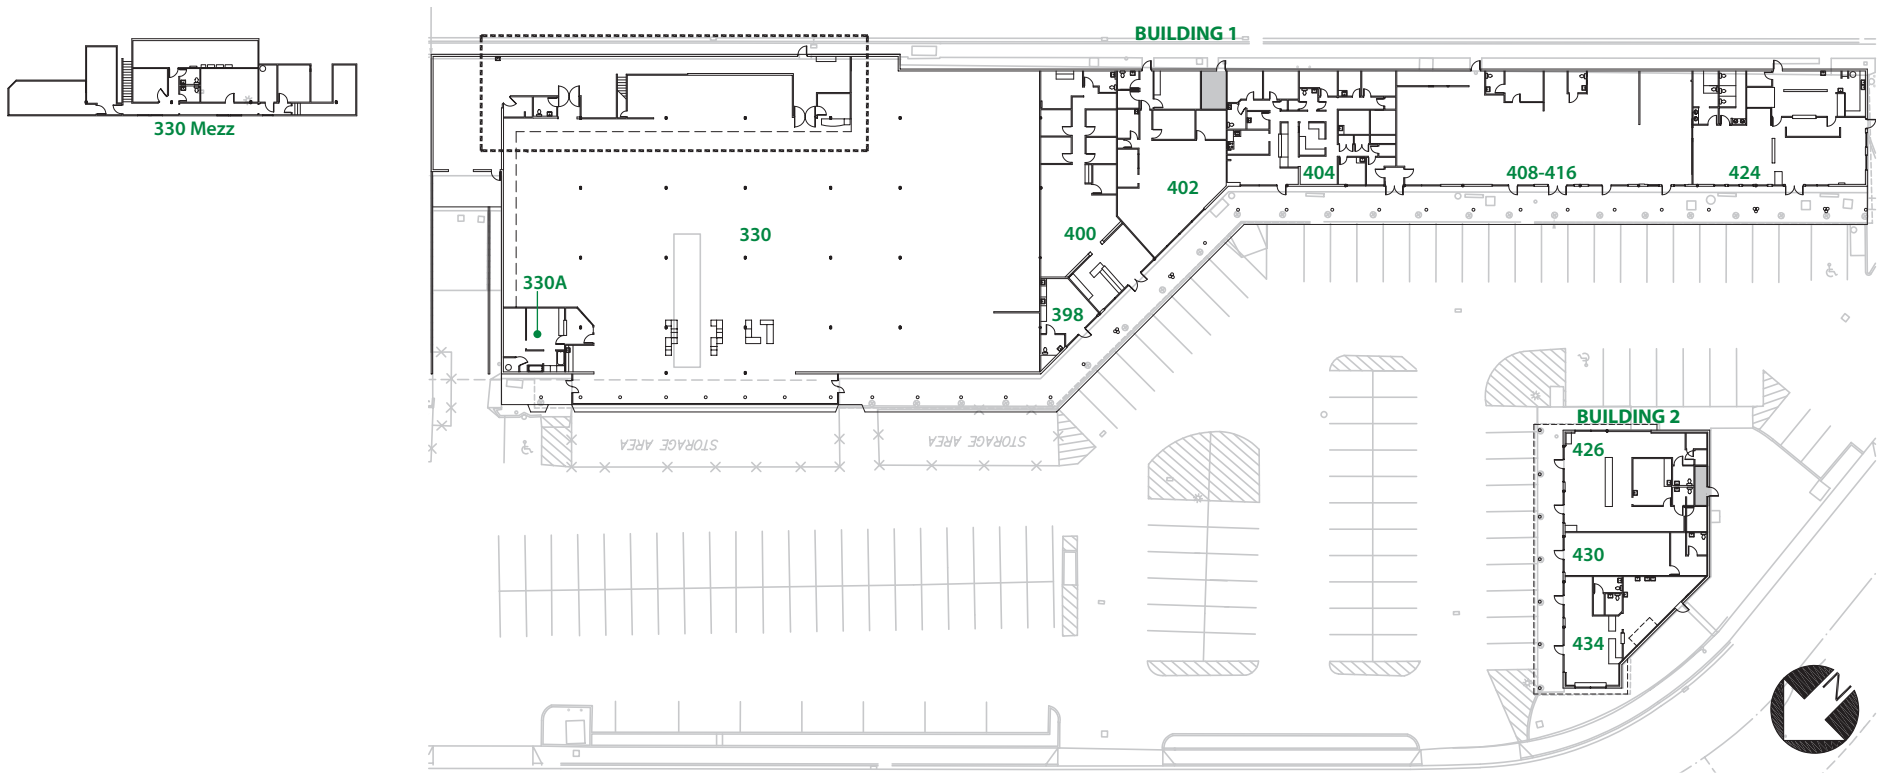 BUILDING 1
330 Mezz
404
408-416
424
402
330
400
330A
398
BUILDING 2
426
STORAGE AREA
STORAGE AREA
430
434
N